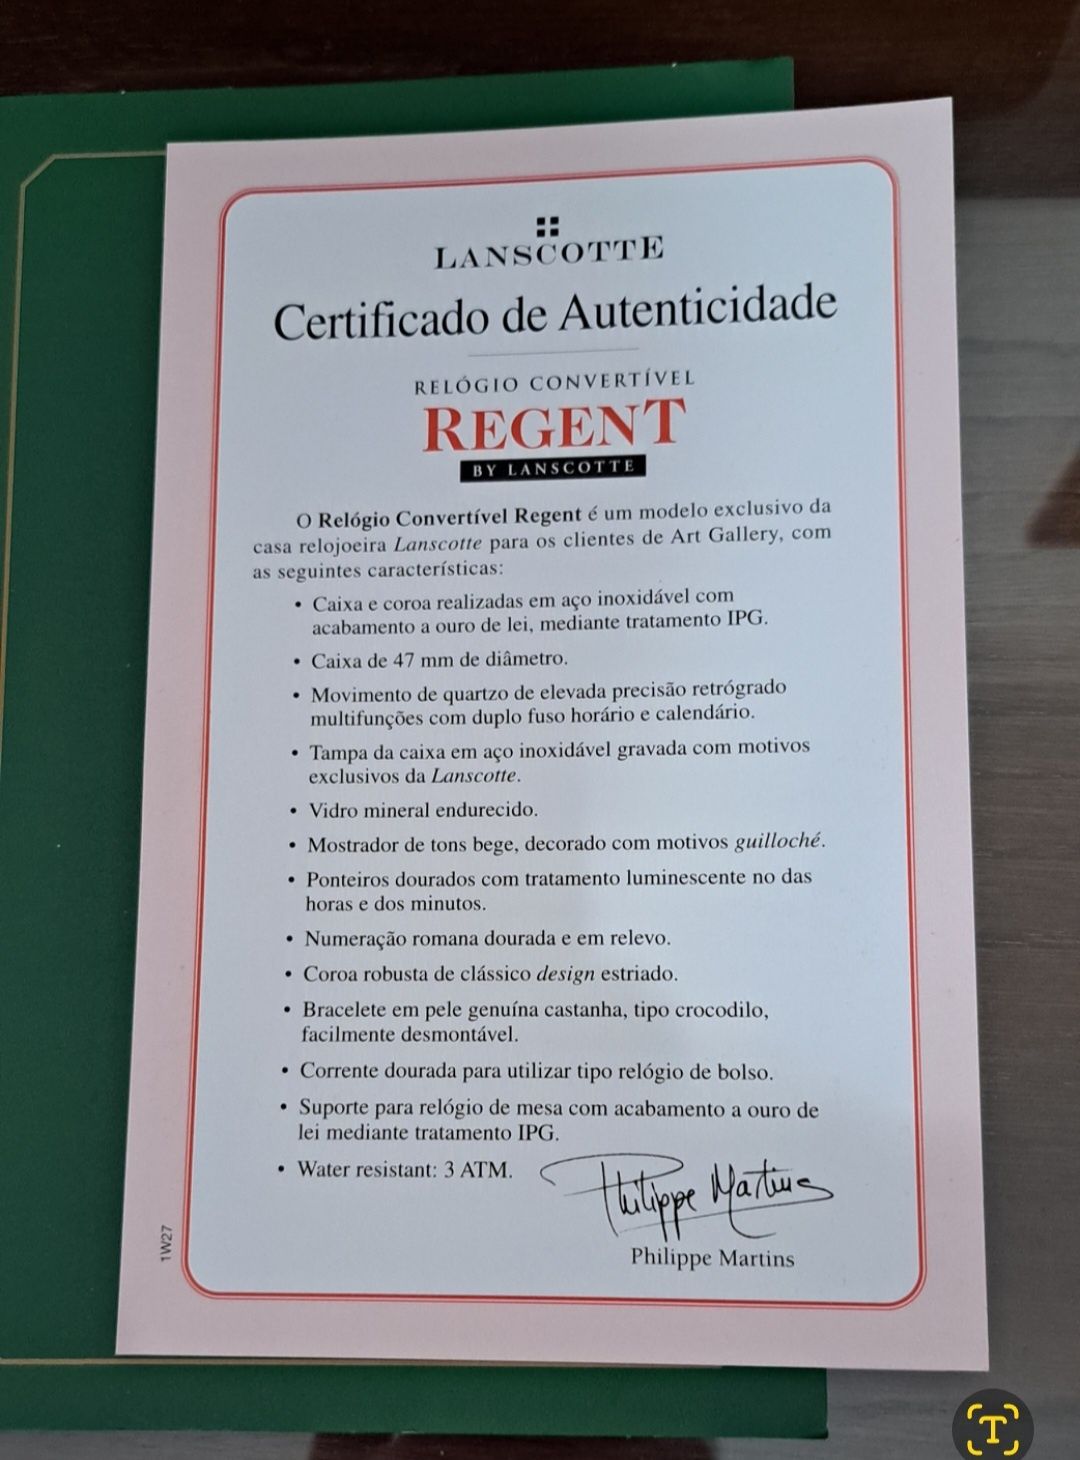 LANSCOTTE
Certificado de Autenticidade
RELÓGIO CONVERTÍVEL
REGENT
BY LANSCOTTE
O Relógio Convertível Regent é um modelo exclusivo da
casa relojoeira Lanscotte para os clientes de Art Gallery, com
as seguintes características:
• Caixa e coroa realizadas em aço inoxidável com
acabamento a ouro de lei, mediante tratamento IPG.
• Caixa de 47 mm de diâmetro.
• Movimento de quartzo de elevada precisão retrógrado
multifunções com duplo fuso horário e calendário.
• Tampa da caixa em aço inoxidável gravada com motivos
exclusivos da Lanscotte.
• Vidro mineral endurecido.
• Mostrador de tons bege, decorado com motivos guilloché.
• Ponteiros dourados com tratamento luminescente no das
horas e dos minutos.
• Numeração romana dourada e em relevo.
• Coroa robusta de clássico design estriado.
• Bracelete em pele genuína castanha, tipo crocodilo,
facilmente desmontável.
• Corrente dourada para utilizar tipo relógio de bolso.
• Suporte para relógio de mesa com acabamento a ouro de
lei mediante tratamento IPG.
• Water resistant: 3 ATM.
Philippe Martins
Philippe Martins
1W27
T